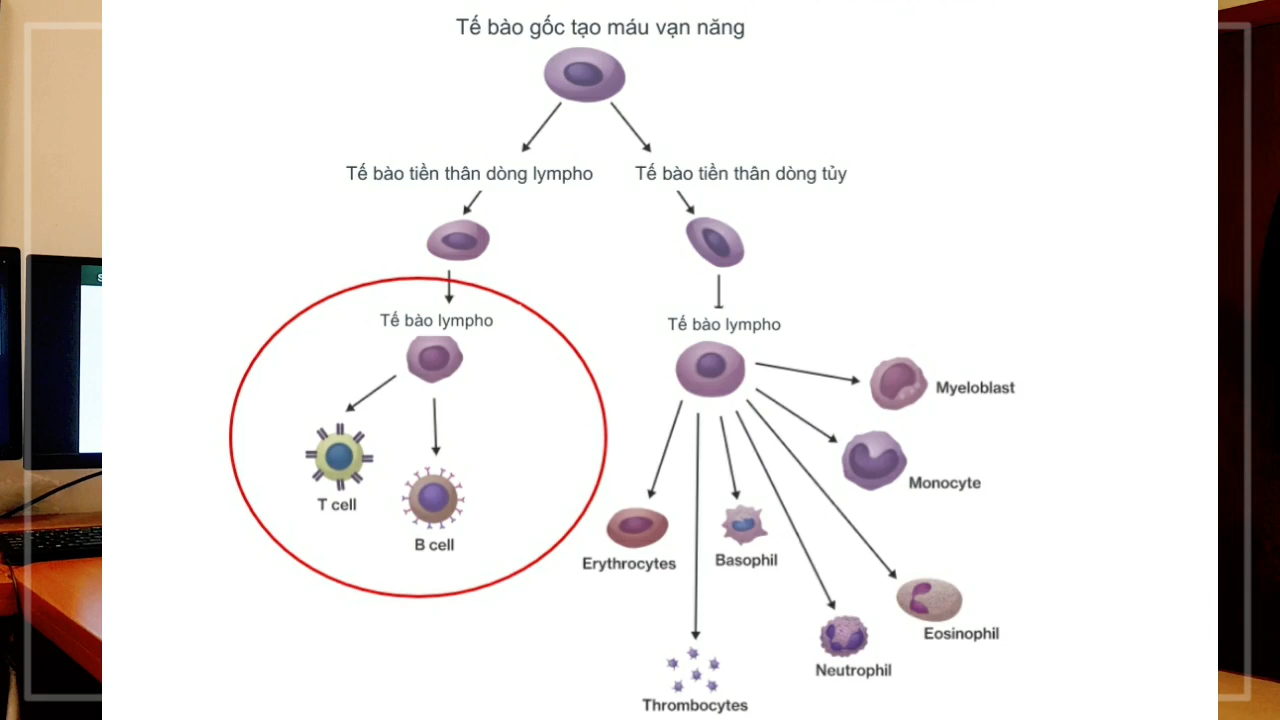 Tế bào gốc tạo máu vạn năng
Tế bào tiền thân dòng lympho
Tế bào tiền thân dòng tủy
Tế bào lympho
Tế bào lympho
T cell
B cell
Erythrocytes
Basophil
Myeloblast
Monocyte
Eosinophil
Neutrophil
Thrombocytes